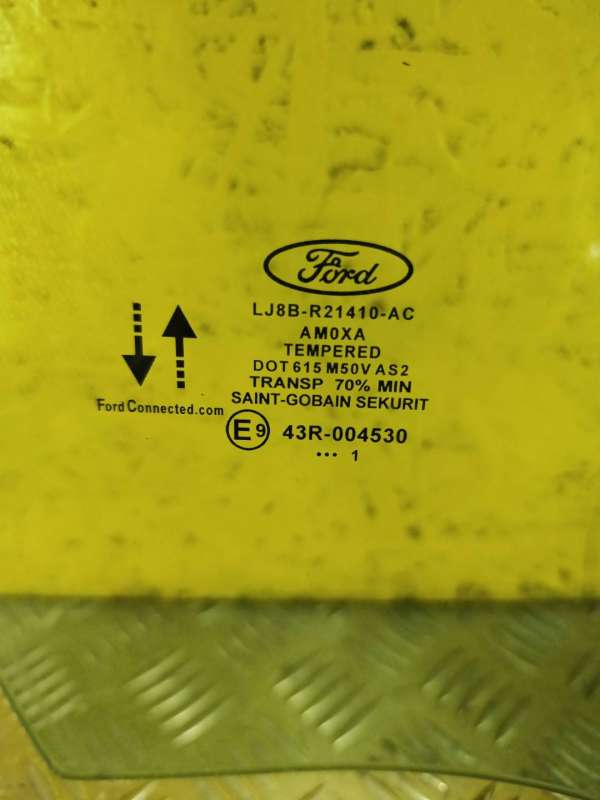 Ford
LJ8B-R21410-AC
AM0XA
TEMPERED
DOT 615 M50V AS2
TRANSP 70% MIN
SAINT-GOBAIN SEKURIT
FordConnected.com
E9 43R-004530
... 1